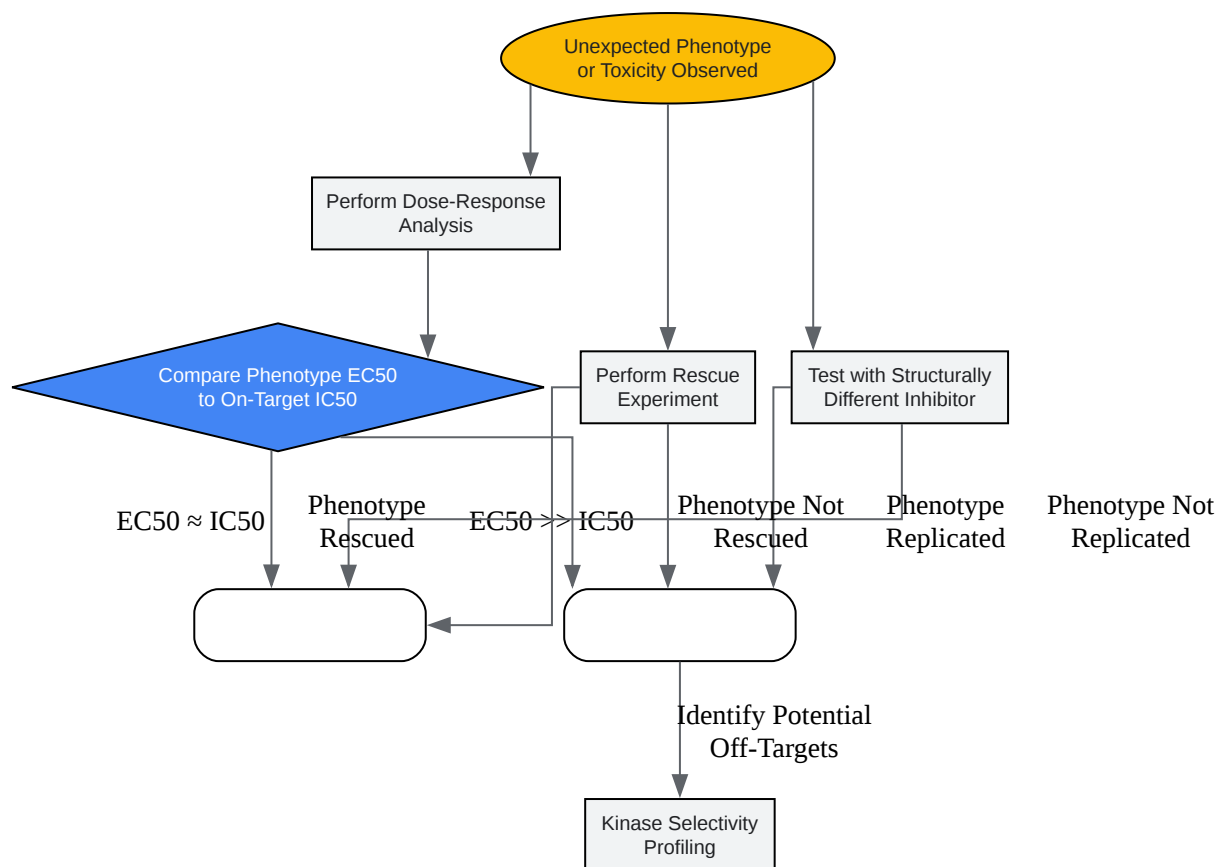 Unexpected Phenotype
or Toxicity Observed
Perform Dose-Response
Analysis
Compare Phenotype EC50
to On-Target IC50
Perform Rescue
Experiment
Test with Structurally
Different Inhibitor
EC50 ≈ IC50
Phenotype
Rescued
EC50 >> IC50
Phenotype Not
Rescued
Phenotype
Replicated
Phenotype Not
Replicated
Identify Potential
Off-Targets
Kinase Selectivity
Profiling